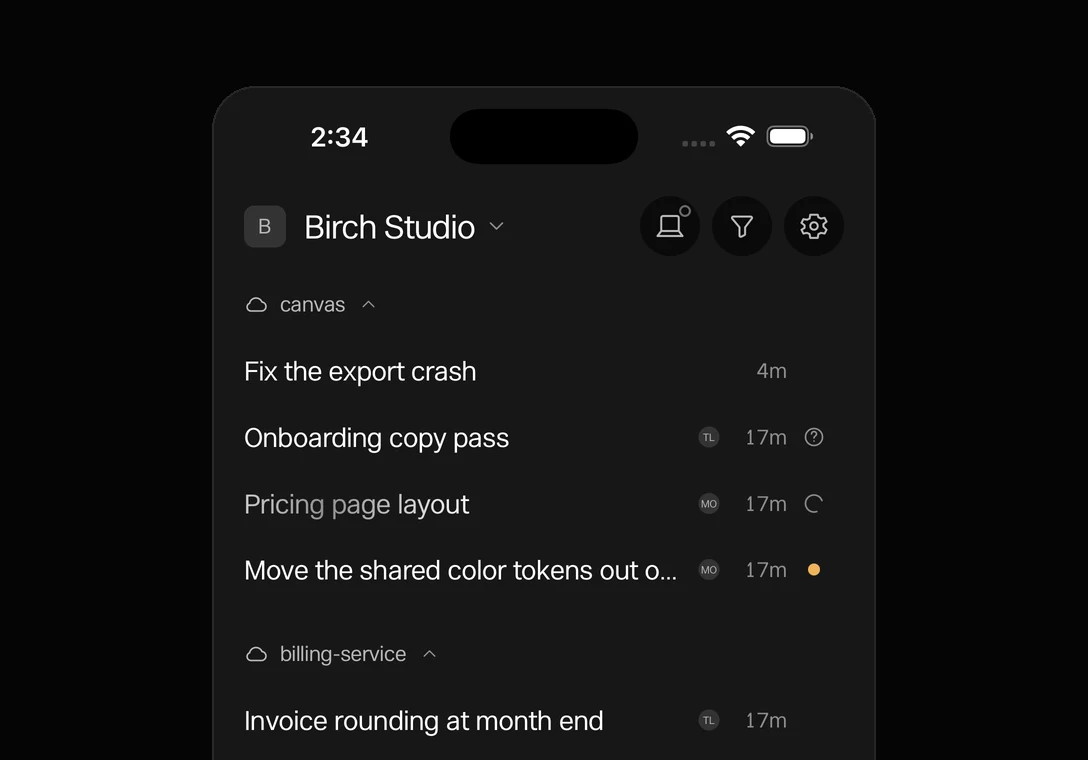 2:34
B Birch Studio
canvas
Fix the export crash 4m
Onboarding copy pass TL 17m
Pricing page layout MO 17m
Move the shared color tokens out o... MO 17m
billing-service
Invoice rounding at month end TL 17m